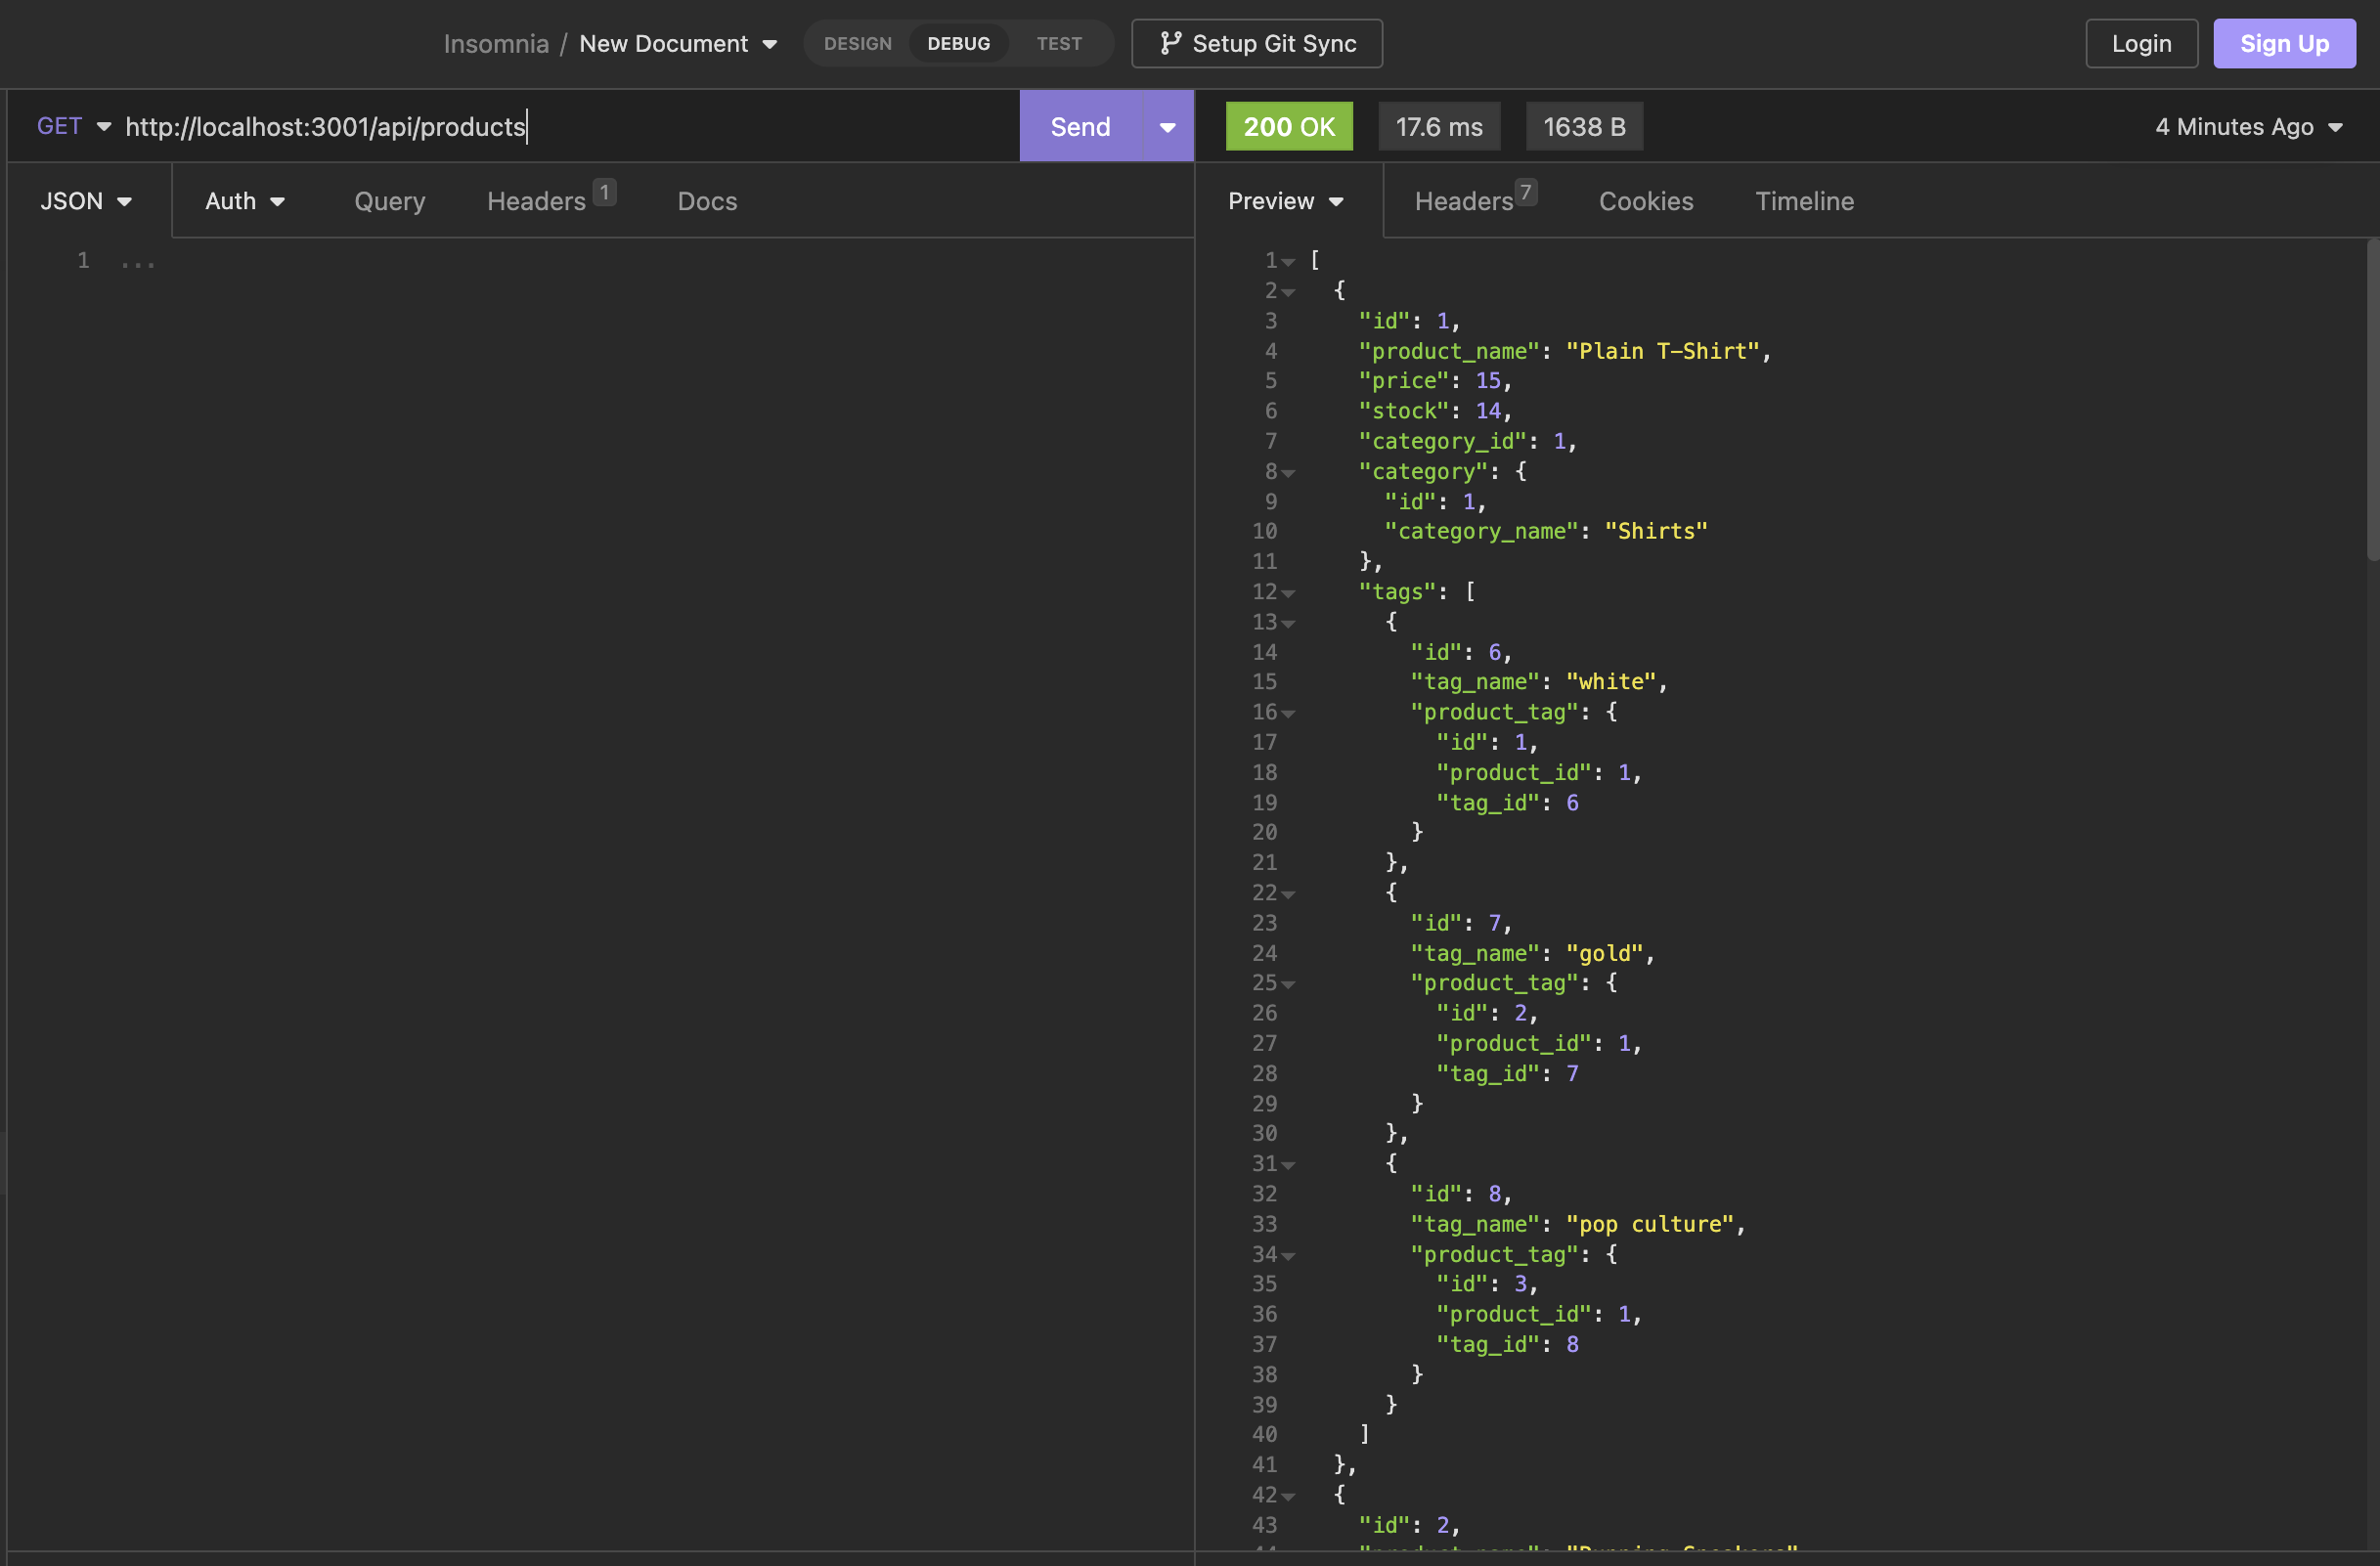 Insomnia / New Document DESIGN DEBUG TEST Setup Git Sync Login Sign Up
GET http://localhost:3001/api/products Send 200 OK 17.6 ms 1638 B 4 Minutes Ago
JSON Auth Query Headers 1 Docs
1 ...
Preview Headers 7 Cookies Timeline
1 [
2 {
3 "id": 1,
4 "product_name": "Plain T-Shirt",
5 "price": 15,
6 "stock": 14,
7 "category_id": 1,
8 "category": {
9 "id": 1,
10 "category_name": "Shirts"
11 },
12 "tags": [
13 {
14 "id": 6,
15 "tag_name": "white",
16 "product_tag": {
17 "id": 1,
18 "product_id": 1,
19 "tag_id": 6
20 }
21 },
22 {
23 "id": 7,
24 "tag_name": "gold",
25 "product_tag": {
26 "id": 2,
27 "product_id": 1,
28 "tag_id": 7
29 }
30 },
31 {
32 "id": 8,
33 "tag_name": "pop culture",
34 "product_tag": {
35 "id": 3,
36 "product_id": 1,
37 "tag_id": 8
38 }
39 }
40 ]
41 },
42 {
43 "id": 2,
44 "product_name": "Running Sneakers"